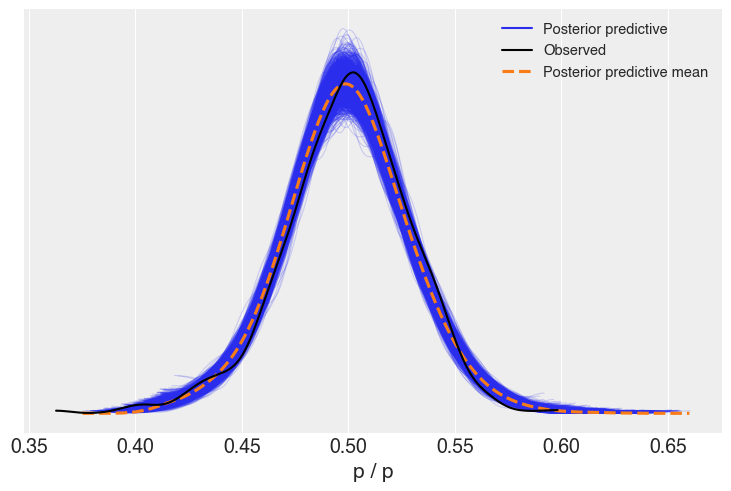 Posterior predictive
Observed
Posterior predictive mean
0.35 0.40 0.45 0.50 0.55 0.60 0.65
p / p